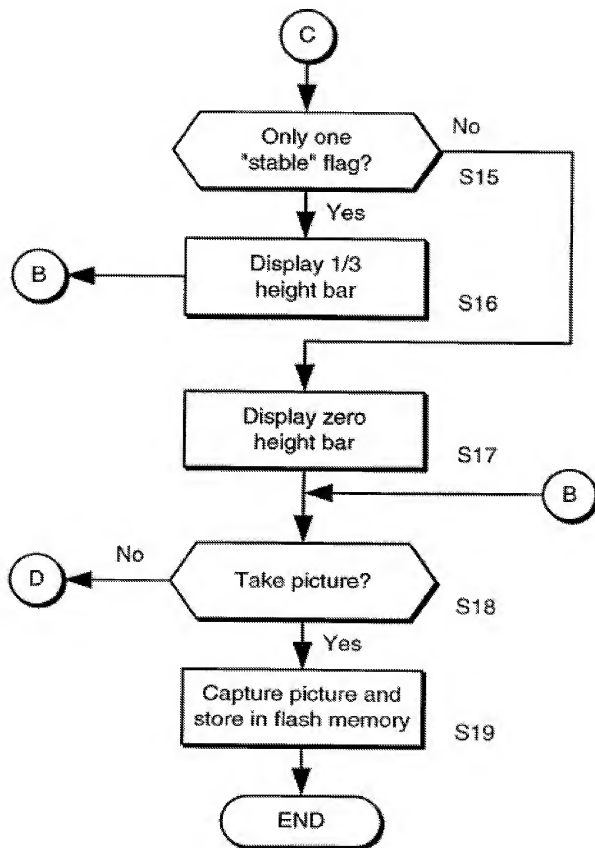 C
Only one
"stable" flag?
No
S15
Yes
B
Display 1/3
height bar
S16
Display zero
height bar
S17
B
No
D
Take picture?
S18
Yes
Capture picture and
store in flash memory
S19
END